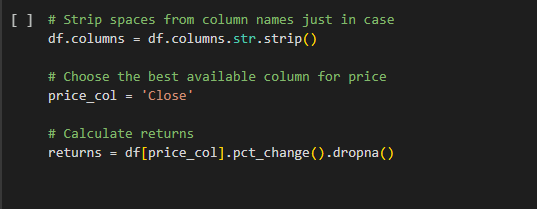 [ ] # Strip spaces from column names just in case
df.columns = df.columns.str.strip()
# Choose the best available column for price
price_col = 'Close'
# Calculate returns
returns = df[price_col].pct_change().dropna()